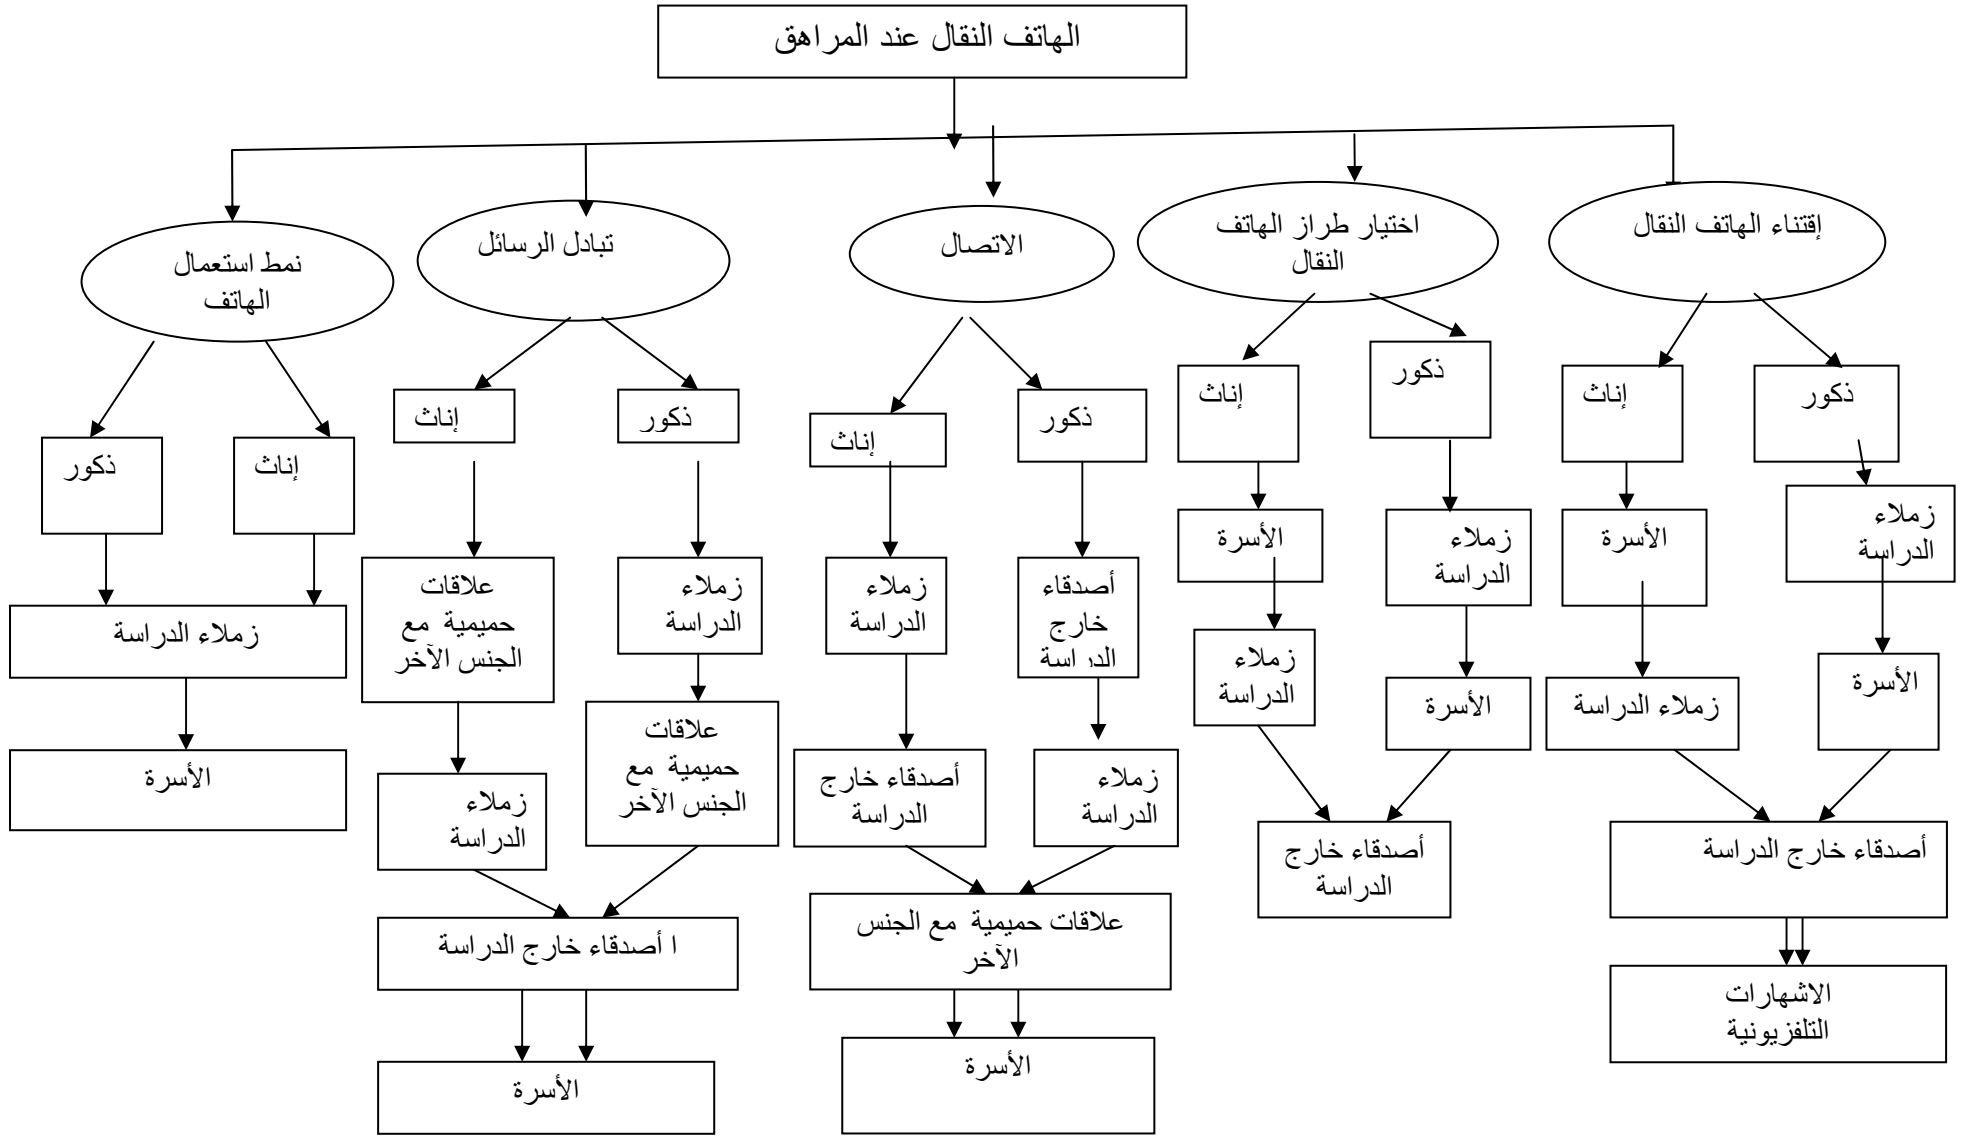 الهاتف النقال عند المراهق
إقتناء الهاتف النقال
اختيار طراز الهاتف
النقال
الاتصال
تبادل الرسائل
نمط استعمال
الهاتف
ذكور
إناث
ذكور
إناث
ذكور
إناث
ذكور
إناث
إناث
ذكور
زملاء
الدراسة
الأسرة
زملاء
الدراسة
الأسرة
أصدقاء
خارج
الدراسة
زملاء
الدراسة
زملاء
الدراسة
علاقات
حميمية مع
الجنس الآخر
زملاء الدراسة
الأسرة
زملاء الدراسة
الأسرة
زملاء
الدراسة
زملاء
الدراسة
أصدقاء خارج
الدراسة
علاقات
حميمية مع
الجنس الآخر
زملاء
الدراسة
الأسرة
أصدقاء خارج الدراسة
أصدقاء خارج
الدراسة
علاقات حميمية مع الجنس
الآخر
ا أصدقاء خارج الدراسة
الاشهارات
التلفزيونية
الأسرة
الأسرة